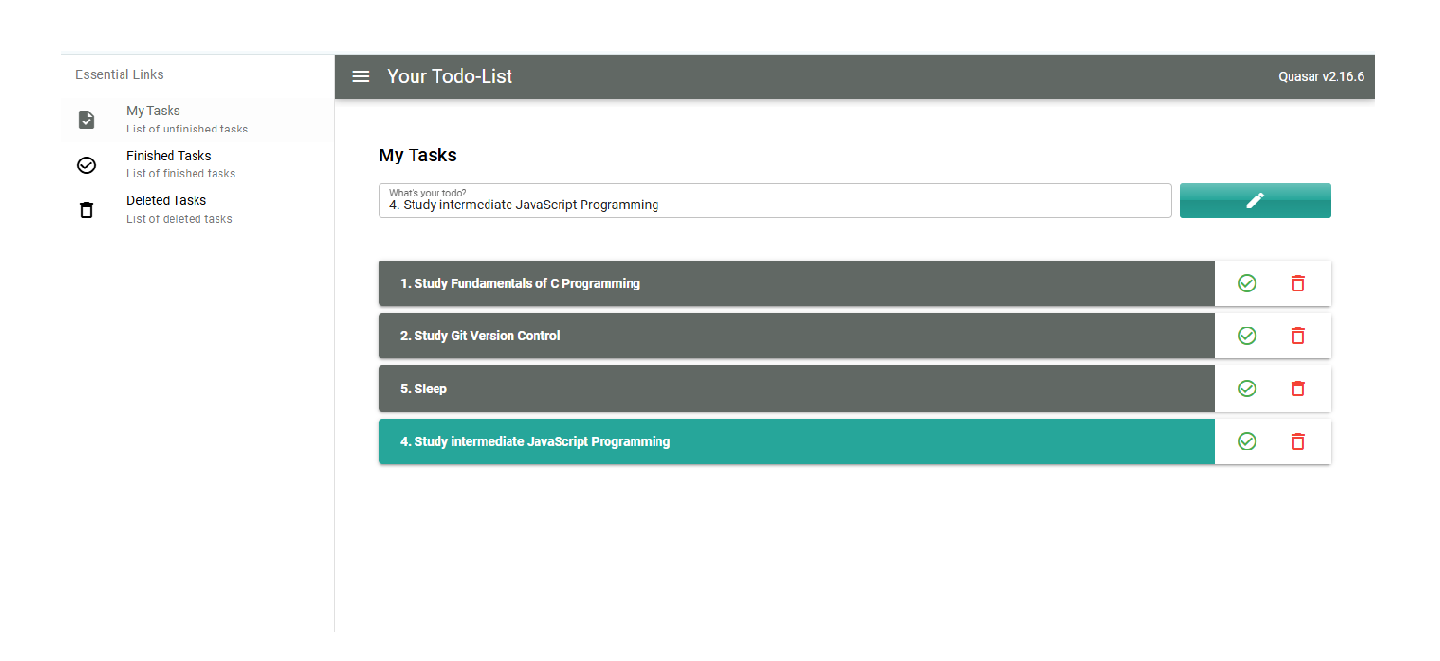 Essential Links
My Tasks
List of unfinished tasks
Finished Tasks
List of finished tasks
Deleted Tasks
List of deleted tasks
Your Todo-List
Quasar v2.16.6
My Tasks
What's your todo?
4. Study intermediate JavaScript Programming
1. Study Fundamentals of C Programming
2. Study Git Version Control
5. Sleep
4. Study intermediate JavaScript Programming